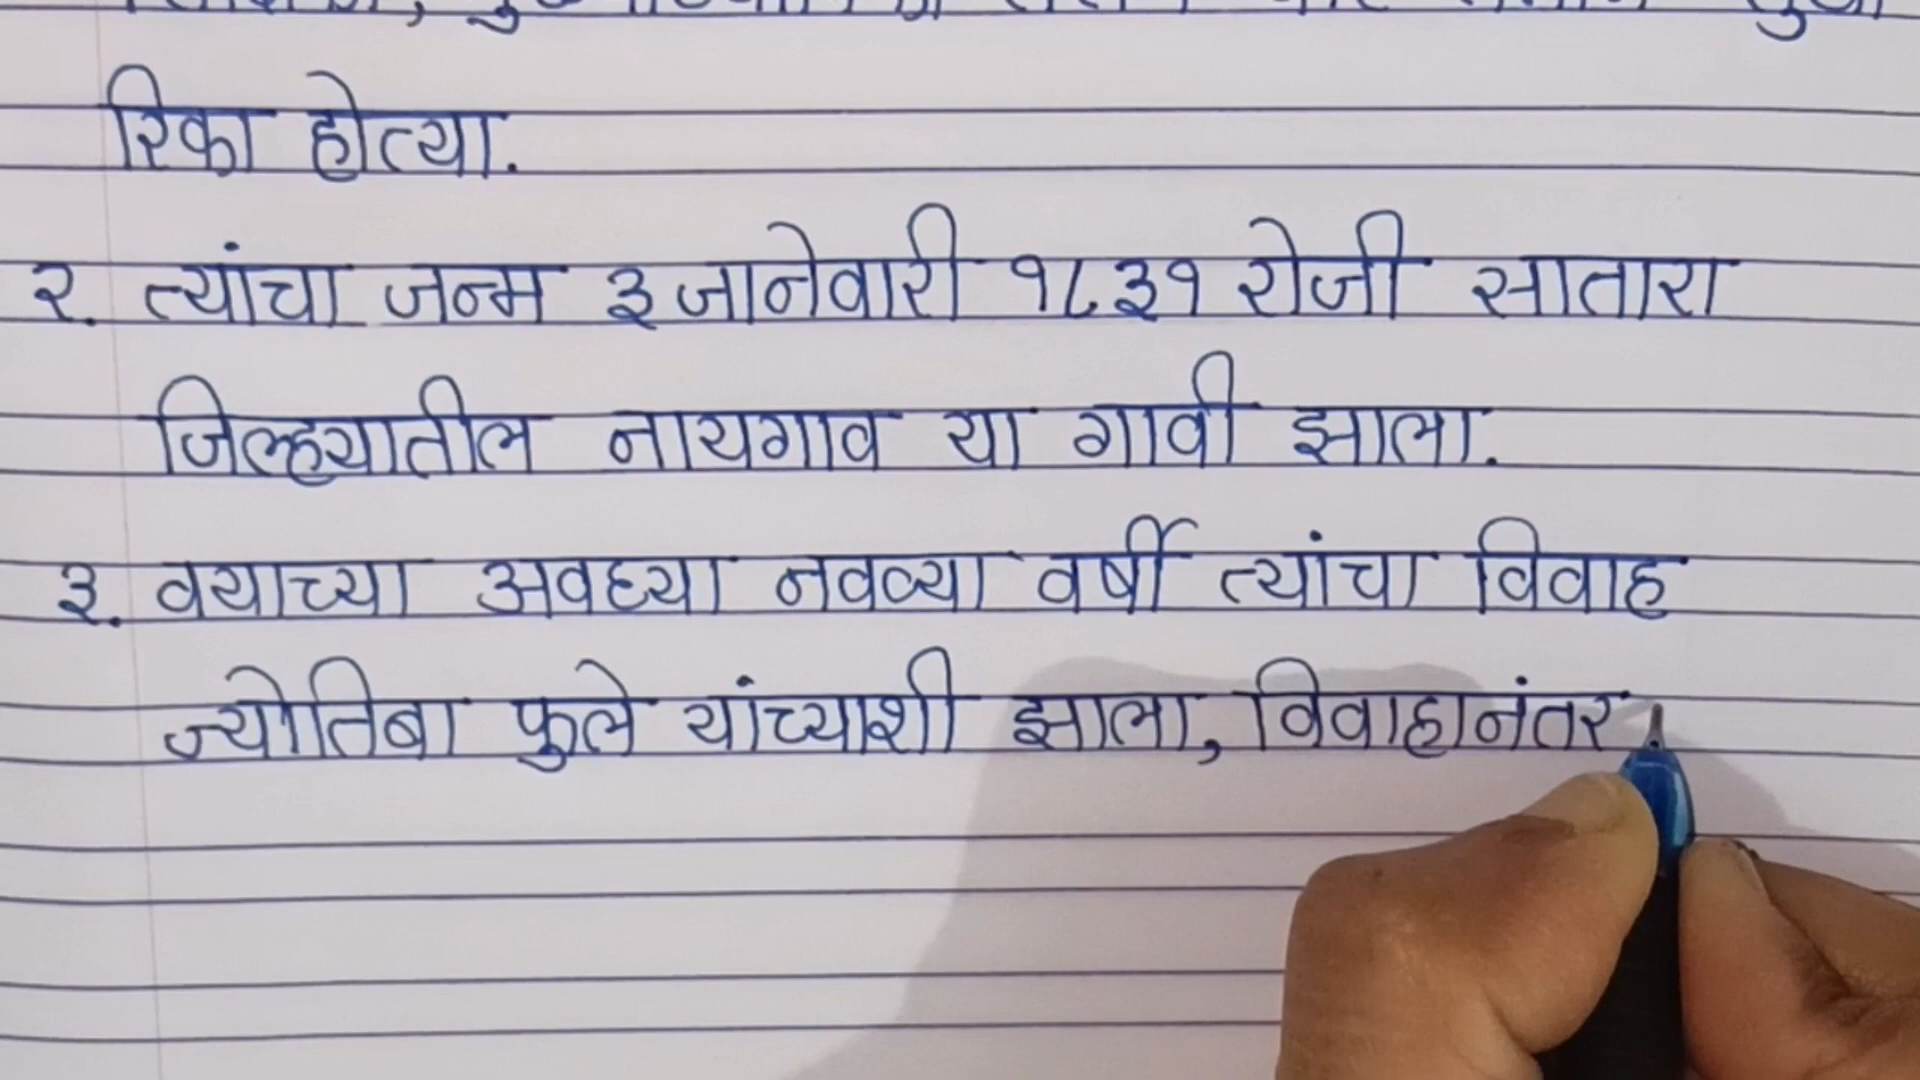 रिका होत्या.
२. त्यांचा जन्म ३ जानेवारी १८३१ रोजी सातारा
जिल्ह्यातील नायगाव या गावी झाला.
३. वयाच्या अवघ्या नवव्या वर्षी त्यांचा विवाह
ज्योतिबा फुले यांच्याशी झाला, विवाहानंतर